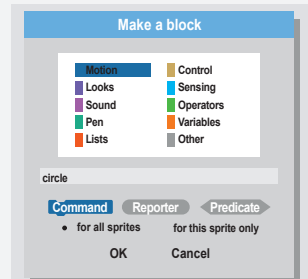 Make a block
Motion Control
Looks Sensing
Sound Operators
Pen Variables
Lists Other
circle
Command Reporter Predicate
for all sprites for this sprite only
OK Cancel